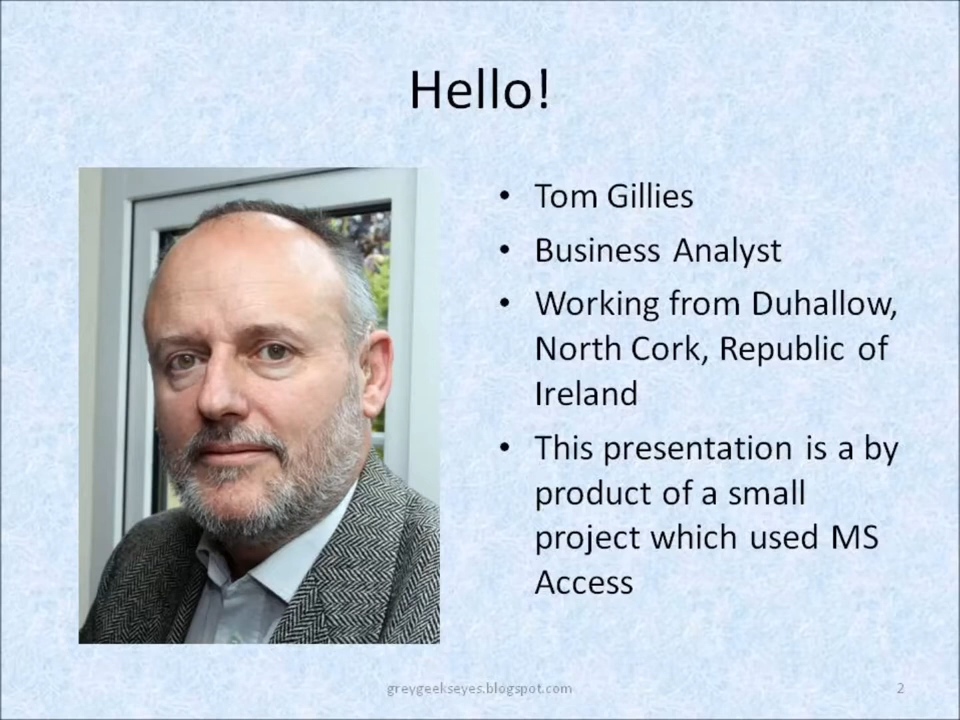 Hello!
• Tom Gillies
• Business Analyst
• Working from Duhallow,
North Cork, Republic of
Ireland
• This presentation is a by
product of a small
project which used MS
Access
greygeekseyes.blogspot.com
2